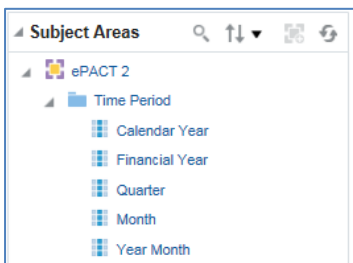 Subject Areas
ePACT 2
Time Period
Calendar Year
Financial Year
Quarter
Month
Year Month